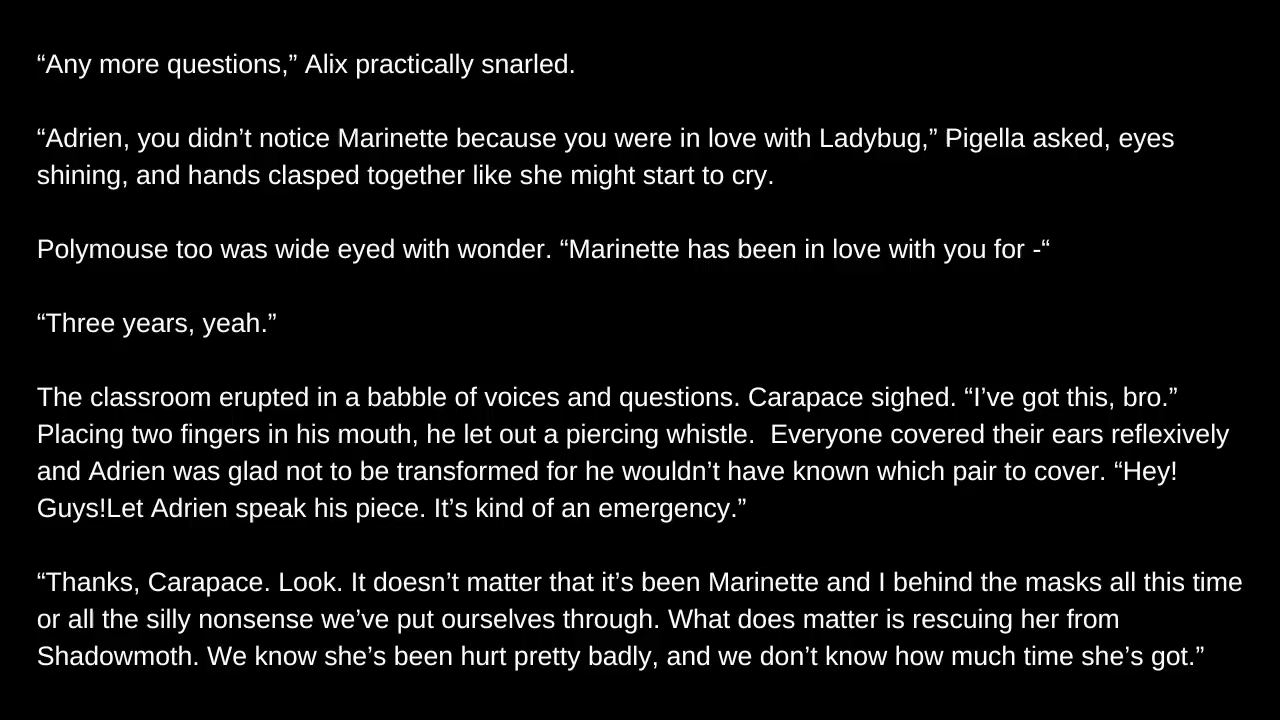 “Any more questions,” Alix practically snarled.
“Adrien, you didn’t notice Marinette because you were in love with Ladybug,” Pigella asked, eyes
shining, and hands clasped together like she might start to cry.
Polymouse too was wide eyed with wonder. “Marinette has been in love with you for -“
“Three years, yeah.”
The classroom erupted in a babble of voices and questions. Carapace sighed. “I’ve got this, bro.”
Placing two fingers in his mouth, he let out a piercing whistle.  Everyone covered their ears reflexively
and Adrien was glad not to be transformed for he wouldn’t have known which pair to cover. “Hey!
Guys!Let Adrien speak his piece. It’s kind of an emergency.”
“Thanks, Carapace. Look. It doesn’t matter that it’s been Marinette and I behind the masks all this time
or all the silly nonsense we’ve put ourselves through. What does matter is rescuing her from
Shadowmoth. We know she’s been hurt pretty badly, and we don’t know how much time she’s got.”